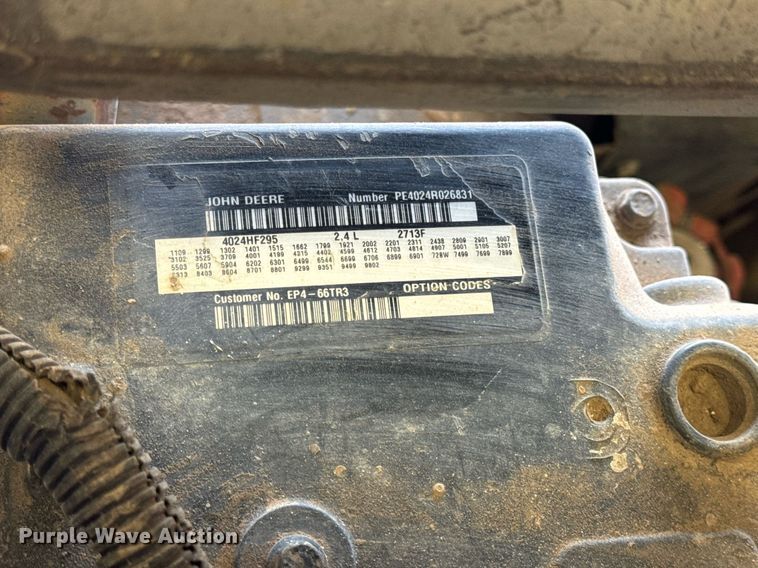 JOHN DEERE Number PE4024R026831
4024HF295 2.4 L 2713F
1109 1299 1302 1401 1515 1662 1799 1921 2002 2201 2311 2438 2809 2901 3007
3102 3525 3709 4001 4199 4315 4402 4599 4612 4703 4814 4907 5001 5105 5207
5503 5607 5904 6202 6301 6499 6544 6699 6706 6899 6901 728W 7499 7699 7899
8313 8403 8604 8701 8801 9299 9351 9499 9802
Customer No. EP4-66TR3 OPTION CODES
Purple Wave Auction